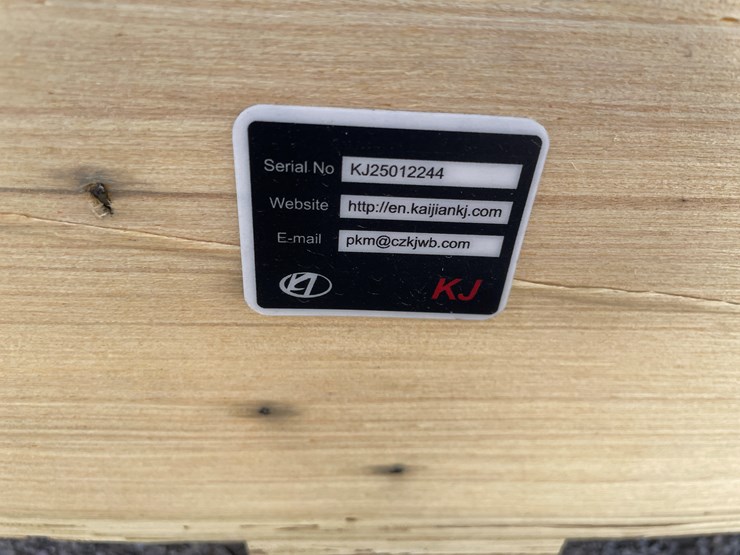 Serial No KJ25012244
Website http://en.kaijiankj.com
E-mail pkm@czkjwb.com
KJ